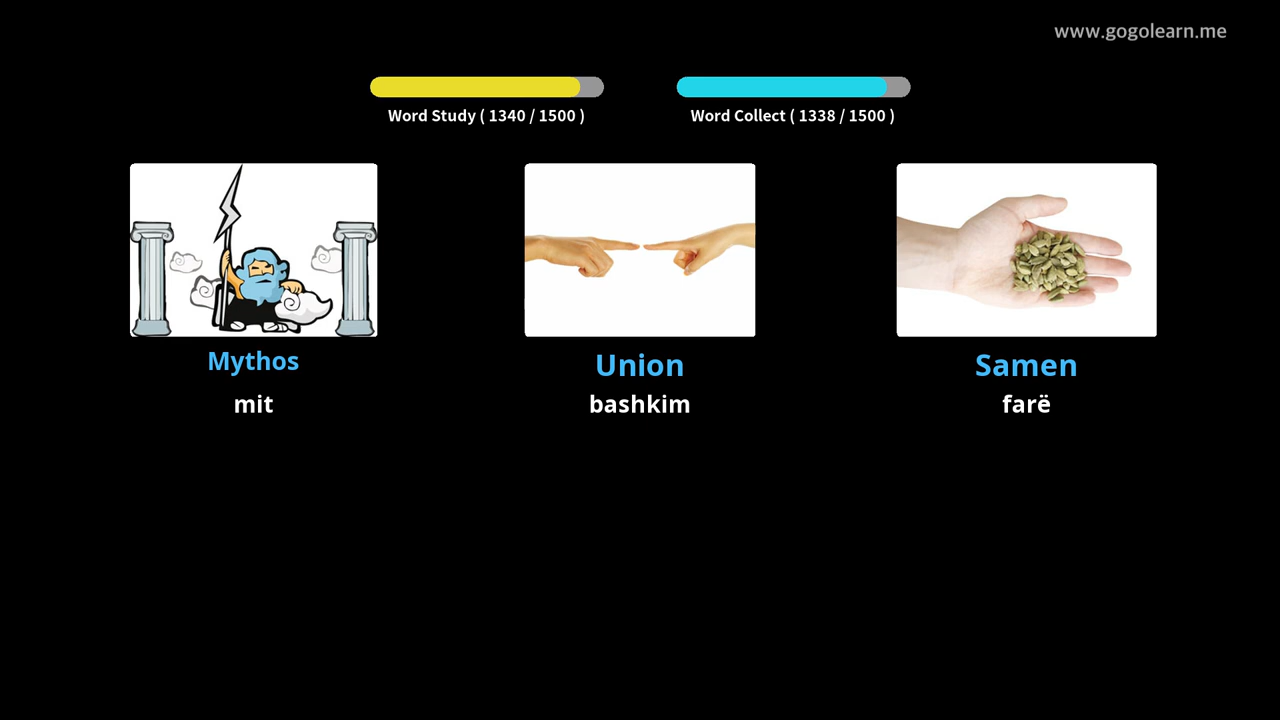 www.gogolearn.me
Word Study ( 1340 / 1500 )
Word Collect ( 1338 / 1500 )
Mythos
Union
Samen
mit
bashkim
farë